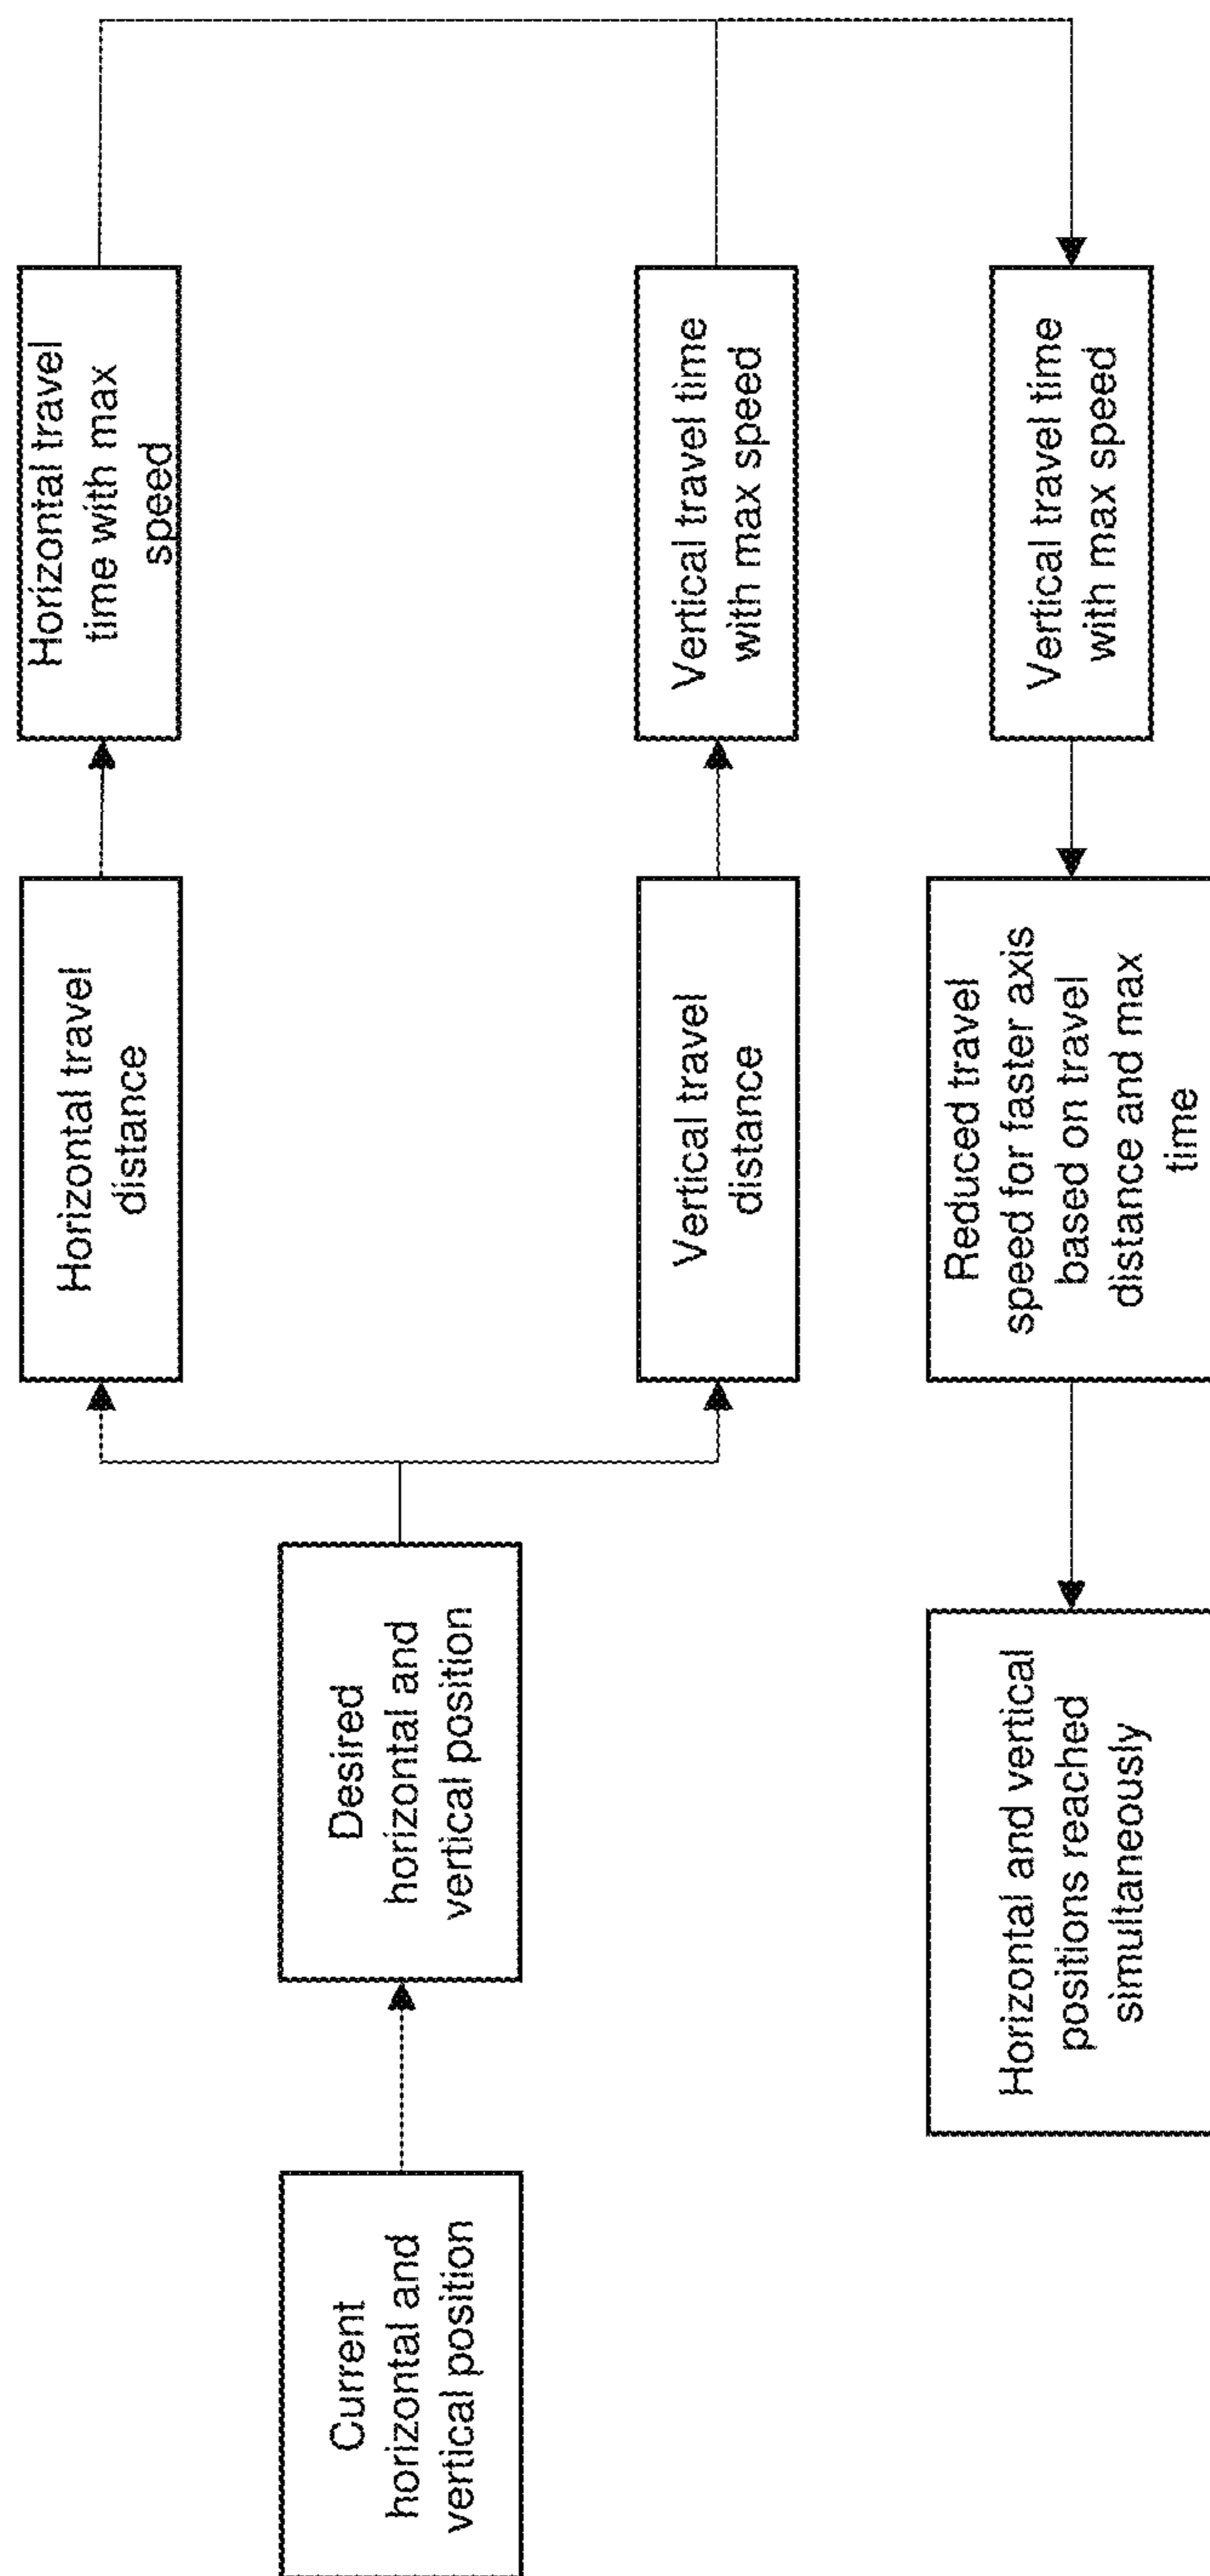 Current
horizontal and
vertical position
Desired
horizontal and
vertical position
Horizontal travel
distance
Horizontal travel
time with max
speed
Vertical travel
distance
Vertical travel time
with max speed
Vertical travel time
with max speed
Reduced travel
speed for faster axis
based on travel
distance and max
time
Horizontal and vertical
positions reached
simultaneously